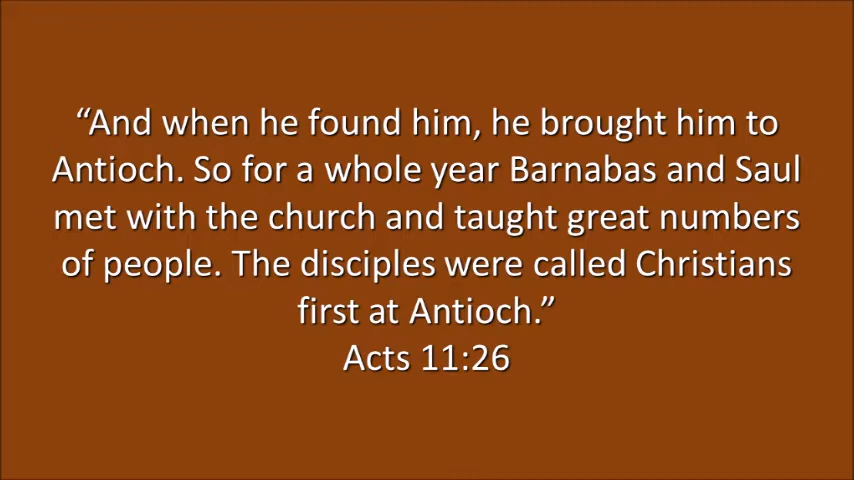 “And when he found him, he brought him to
Antioch. So for a whole year Barnabas and Saul
met with the church and taught great numbers
of people. The disciples were called Christians
first at Antioch.”
Acts 11:26